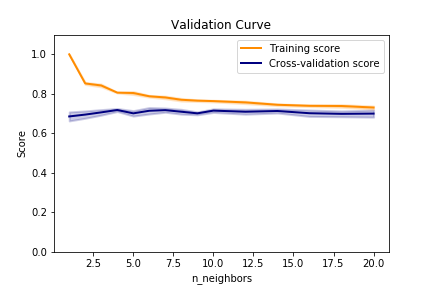 Validation Curve
Training score
Cross-validation score
1.0
0.8
0.6
0.4
0.2
0.0
Score
2.5 5.0 7.5 10.0 12.5 15.0 17.5 20.0
n_neighbors